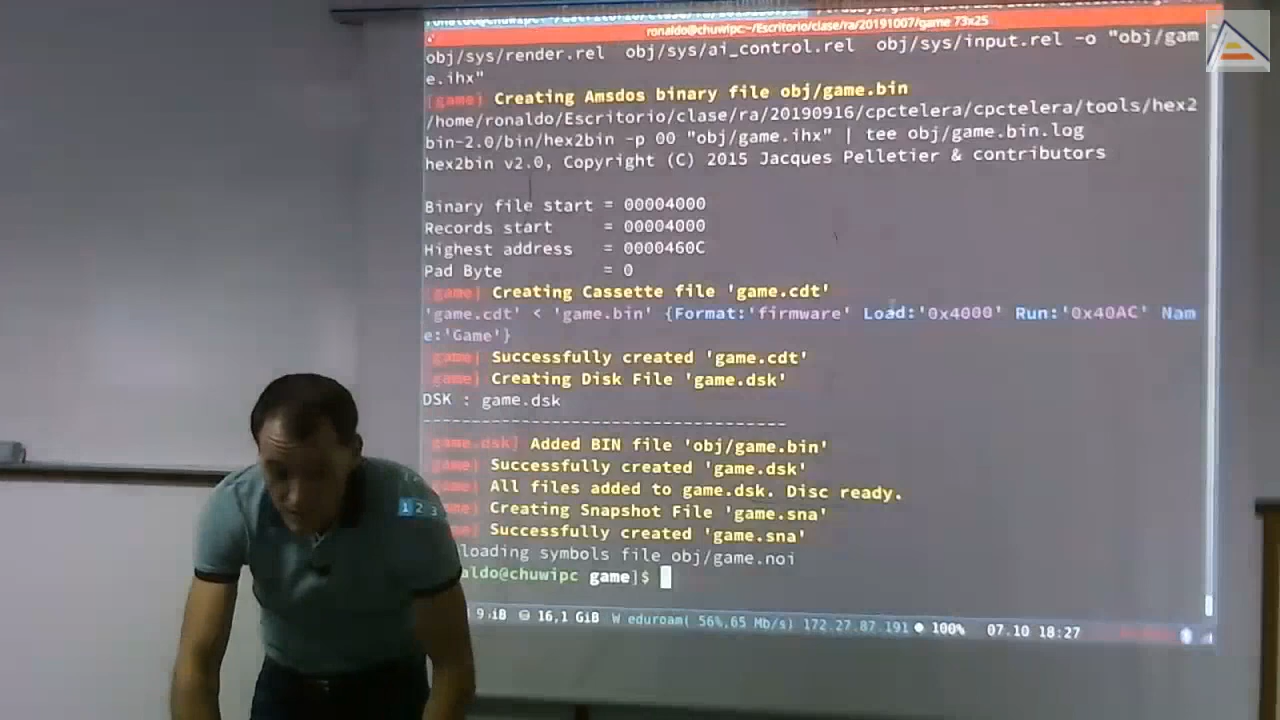 ronaldo@chuwipc:~/Escritorio/clase/ra/20191007/game 73x25
obj/sys/render.rel obj/sys/ai_control.rel obj/sys/input.rel -o "obj/gam
e.ihx"
[game] Creating Amsdos binary file obj/game.bin
/home/ronaldo/Escritorio/clase/ra/20190916/cpctelera/cpctelera/tools/hex2
bin-2.0/bin/hex2bin -p 00 "obj/game.ihx" | tee obj/game.bin.log
hex2bin v2.0, Copyright (C) 2015 Jacques Pelletier & contributors
Binary file start = 00004000
Records start = 00004000
Highest address = 0000460C
Pad Byte = 0
[game] Creating Cassette file 'game.cdt'
'game.cdt' < 'game.bin' {Format:'firmware' Load:'0x4000' Run:'0x40AC' Nam
e:'Game'}
[game] Successfully created 'game.cdt'
[game] Creating Disk File 'game.dsk'
DSK : game.dsk
-------------------------------------
[game.dsk] Added BIN file 'obj/game.bin'
[game] Successfully created 'game.dsk'
[game] All files added to game.dsk. Disc ready.
[game] Creating Snapshot File 'game.sna'
[game] Successfully created 'game.sna'
loading symbols file obj/game.noi
aldo@chuwipc game]$
1 2 3
16,1 GiB W eduroam( 56%,65 Mb/s) 172.27.87.191 100% 07.10 18:27